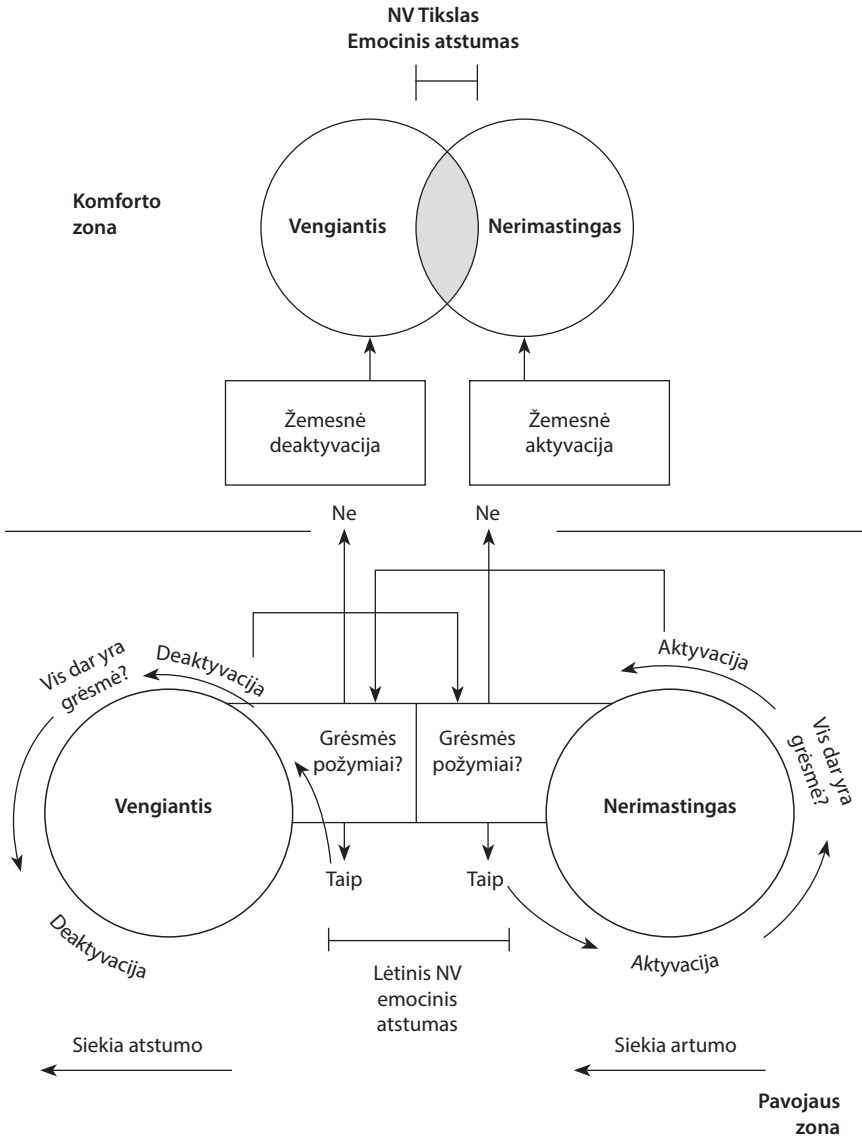 NV Tikslas
Emocinis atstumas
Komforto
zona
Vengiantis
Nerimastingas
Žemesnė
deaktyvacija
Žemesnė
aktyvacija
Ne
Ne
Vis dar yra
grėsmė?
Deaktyvacija
Aktyvacija
Vis dar yra
grėsmė?
Grėsmės
požymiai?
Grėsmės
požymiai?
Vengiantis
Nerimastingas
Taip
Taip
Deaktyvacija
Aktyvacija
Lėtinis NV
emocinis
atstumas
Siekia atstumo
Siekia artumo
Pavojaus
zona